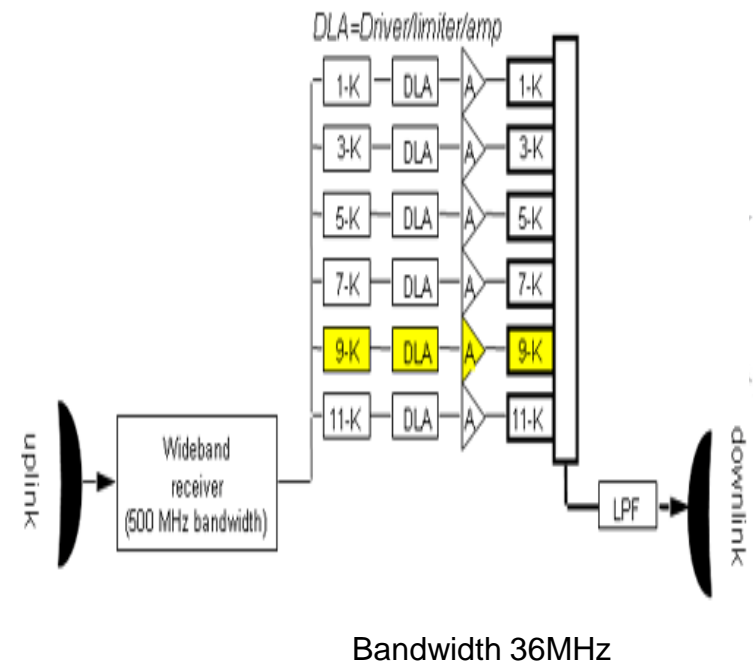 DLA=Driver/limiter/amp
1-K DLA A 1-K
3-K DLA A 3-K
5-K DLA A 5-K
7-K DLA A 7-K
9-K DLA A 9-K
11-K DLA A 11-K
uplink
Wideband
receiver
(500 MHz bandwidth)
LPF
downlink
Bandwidth 36MHz